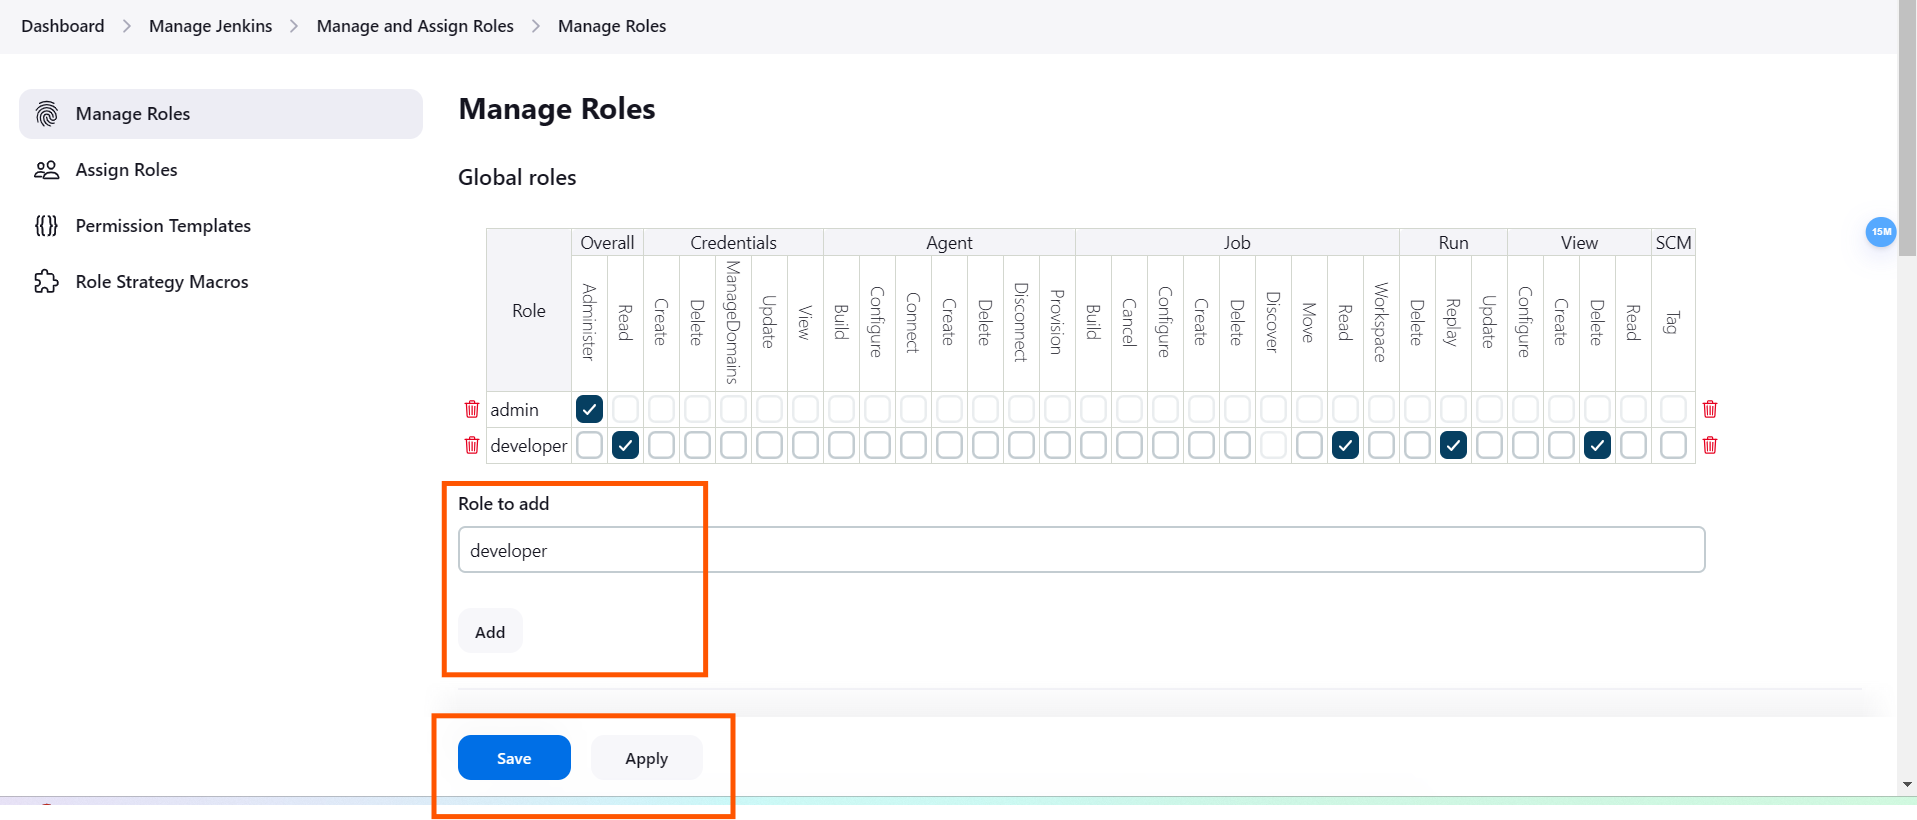 Dashboard > Manage Jenkins > Manage and Assign Roles > Manage Roles
Manage Roles
Assign Roles
Permission Templates
Role Strategy Macros
Manage Roles
Global roles
Role Overall Credentials Agent Job Run View SCM
Administer Read Create Delete ManageDomains Update View Build Configure Connect Create Delete Disconnect Provision Build Cancel Configure Create Delete Discover Move Read Workspace Delete Replay Update Configure Create Delete Read Tag
admin
developer
15M
Role to add
developer
Add
Save Apply